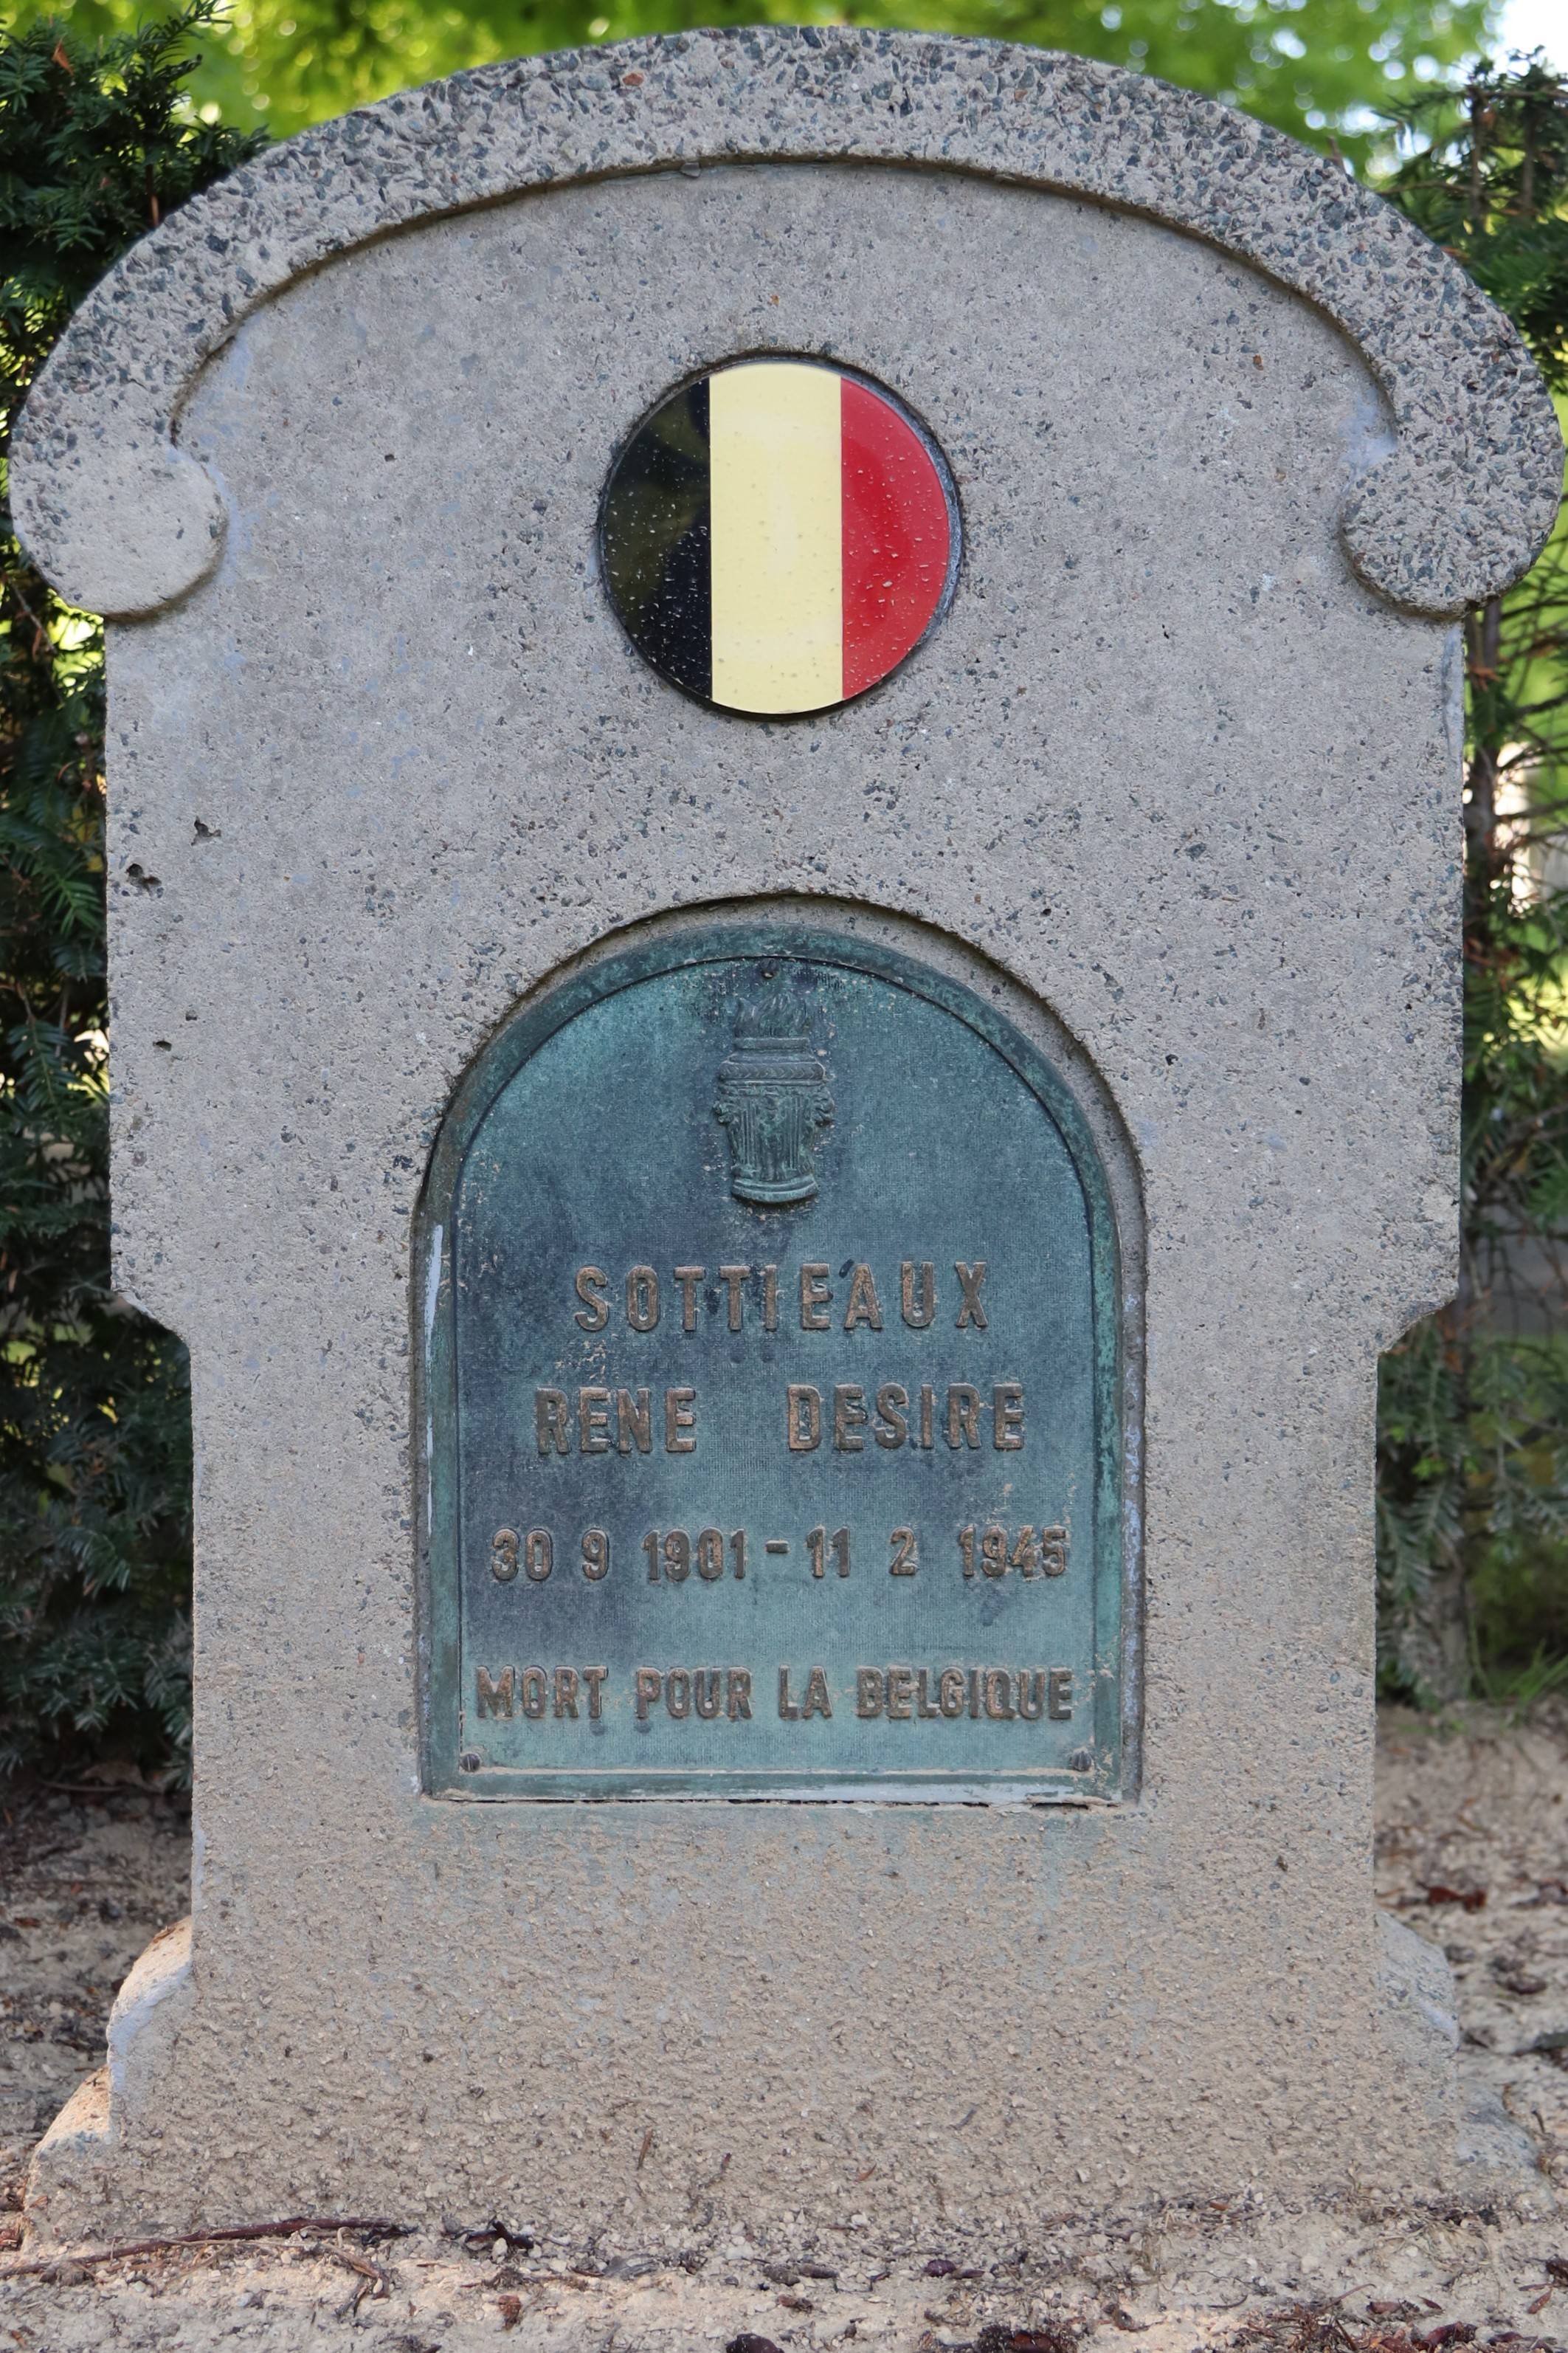 SOTTIEAUX
RENE DESIRE
30 9 1901 - 11 2 1945
MORT POUR LA BELGIQUE